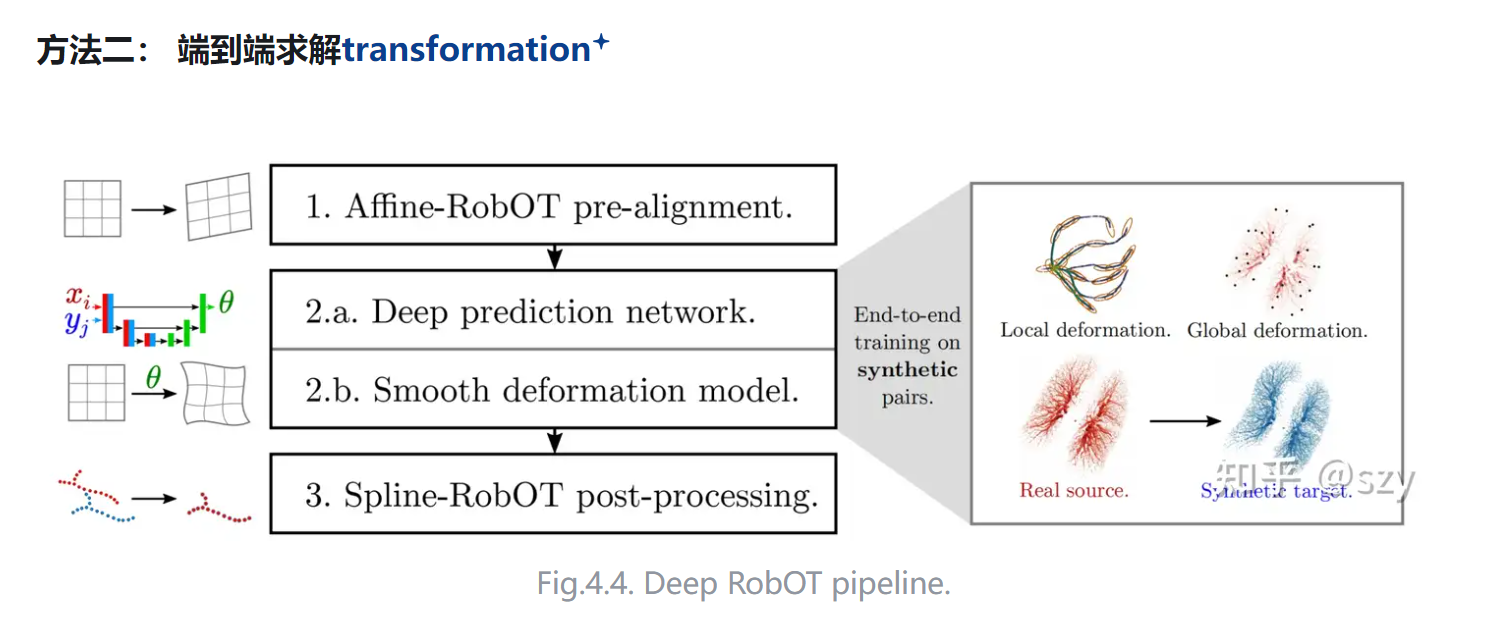 方法二： 端到端求解transformation
1. Affine-RobOT pre-alignment.
x_i
y_j
θ
2.a. Deep prediction network.
θ
2.b. Smooth deformation model.
3. Spline-RobOT post-processing.
End-to-end
training on
synthetic
pairs.
Local deformation. Global deformation.
Real source. Synthetic target.
知乎 @szy
Fig.4.4. Deep RobOT pipeline.